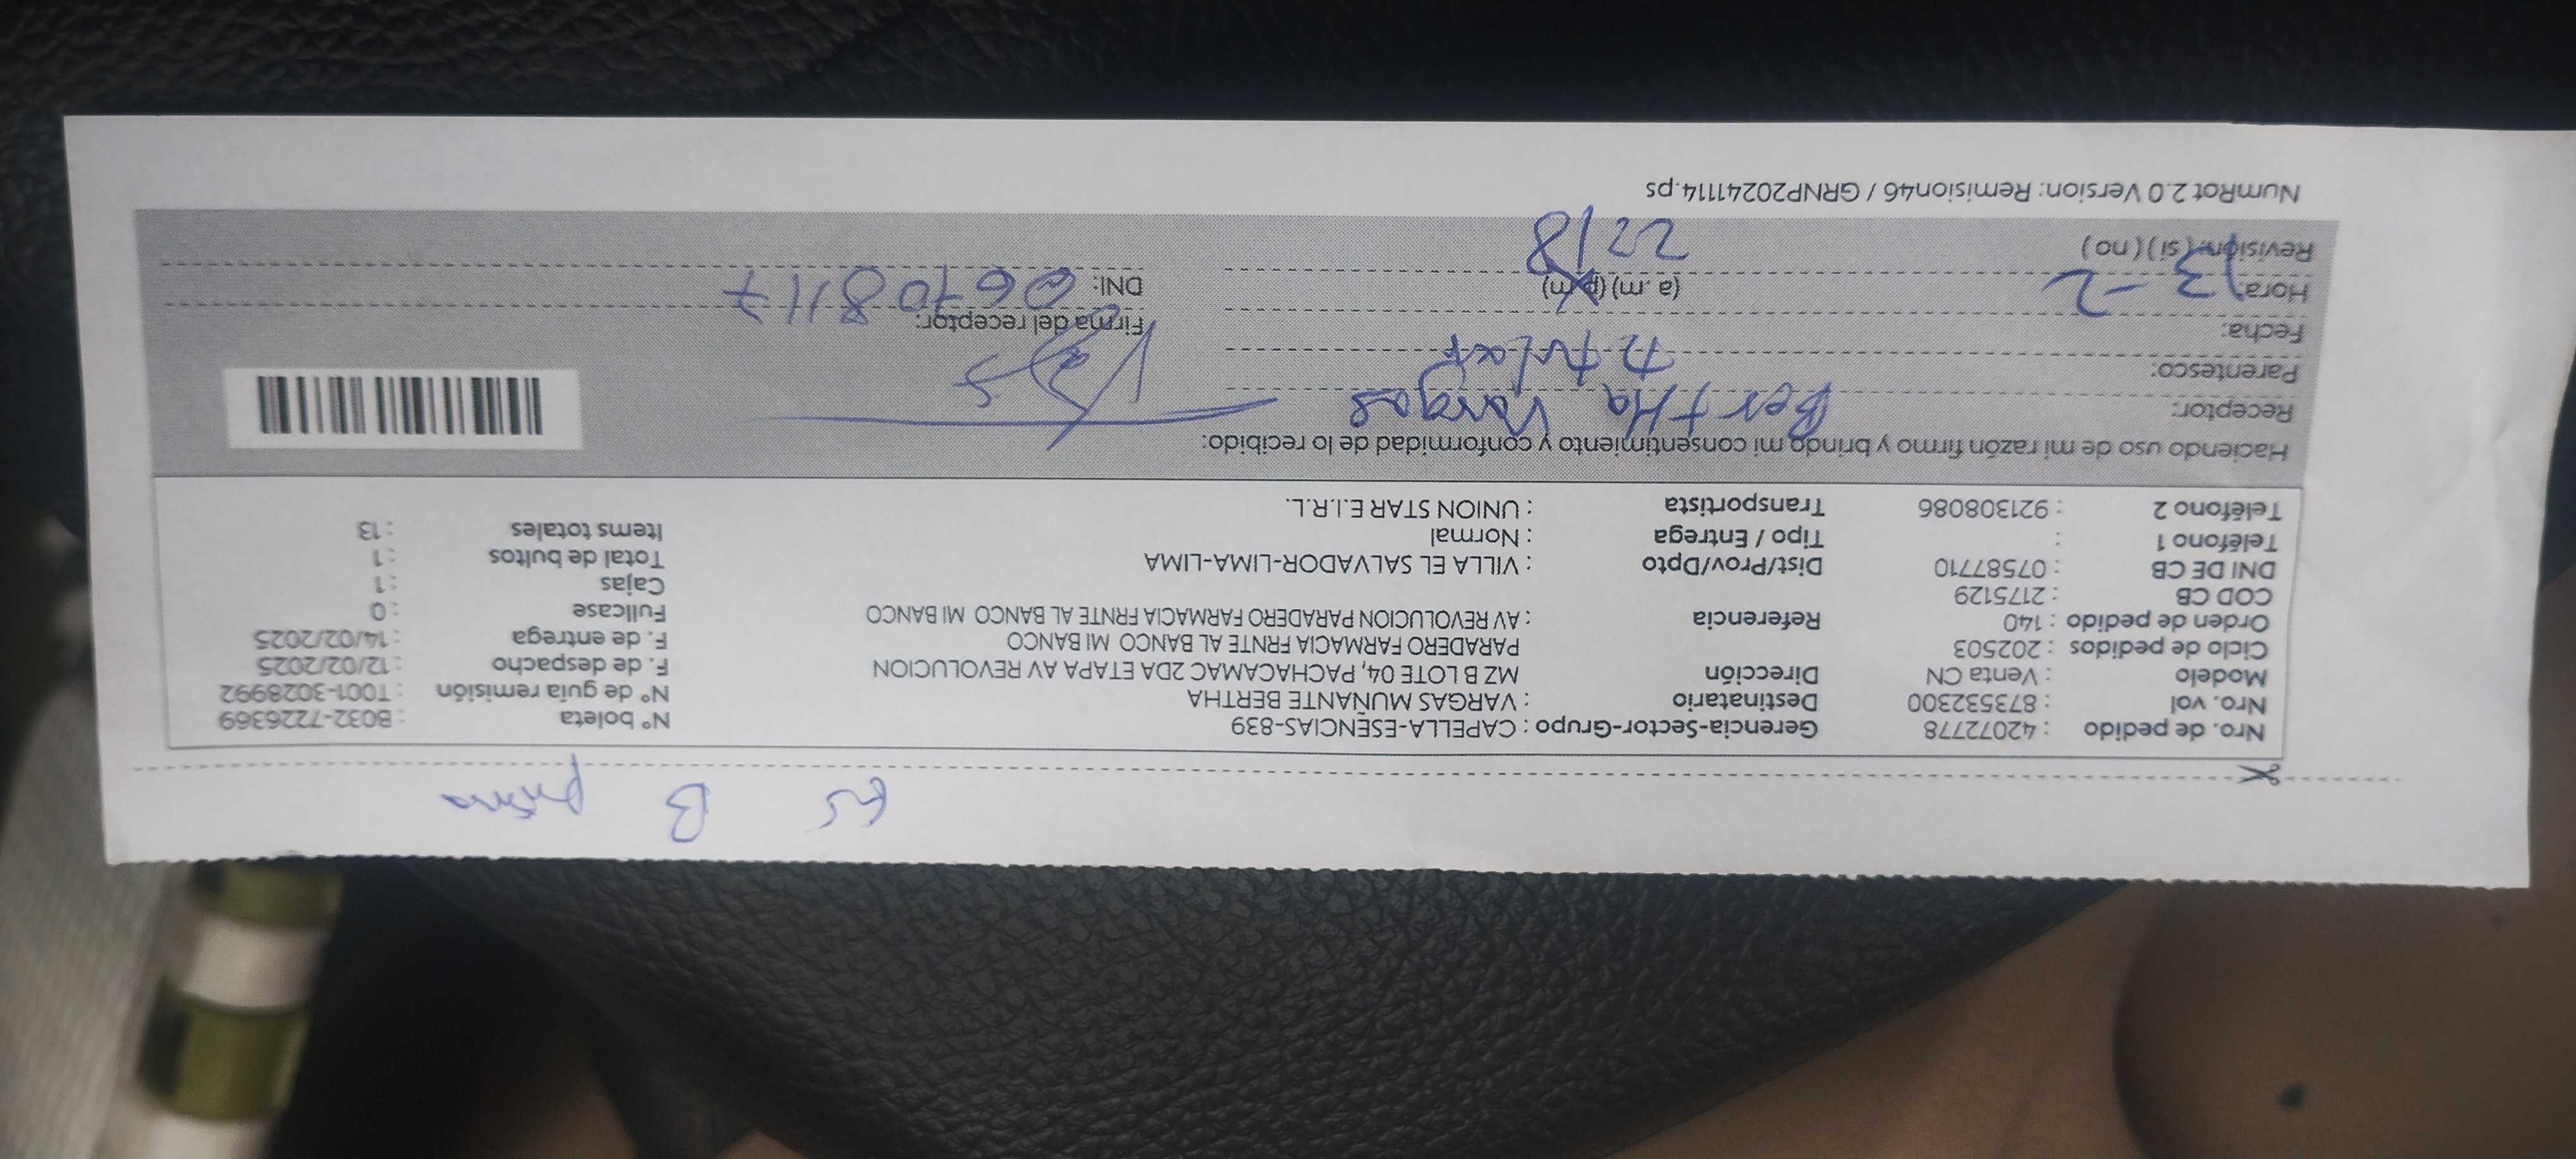 B
Nro. de pedido : 42072778 Gerencia-Sector-Grupo : CAPELLA-ESENCIAS-839 N° boleta : B032-7226369
Nro. vol : 873532300 Destinatario : VARGAS MUÑANTE BERTHA N° de guía remisión : T001-3028992
Modelo : Venta CN Dirección MZ B LOTE 04, PACHACAMAC 2DA ETAPA AV REVOLUCION F. de despacho : 12/02/2025
Ciclo de pedidos : 202503 PARADERO FARMACIA FRNTE AL BANCO MI BANCO F. de entrega : 14/02/2025
Orden de pedido : 140 Referencia : AV REVOLUCION PARADERO FARMACIA FRNTE AL BANCO MI BANCO Fullcase : 0
COD CB : 2175129 Cajas : 1
DNI DE CB : 07587710 Dist/Prov/Dpto : VILLA EL SALVADOR-LIMA-LIMA Total de bultos : 1
Teléfono 1 : Tipo / Entrega : Normal Items totales : 13
Teléfono 2 : 921308086 Transportista : UNION STAR E.I.R.L.
Haciendo uso de mi razón firmo y brindo mi consentimiento y conformidad de lo recibido:
Receptor: BertHa Vargas
Parentesco: titular
Fecha: 13-2 Firma del receptor:
Hora: (a.m) (p.m) DNI:
Revisión: (si) (no)
NumRot 2.0 Version: Remision46 / GRNP20241114.ps